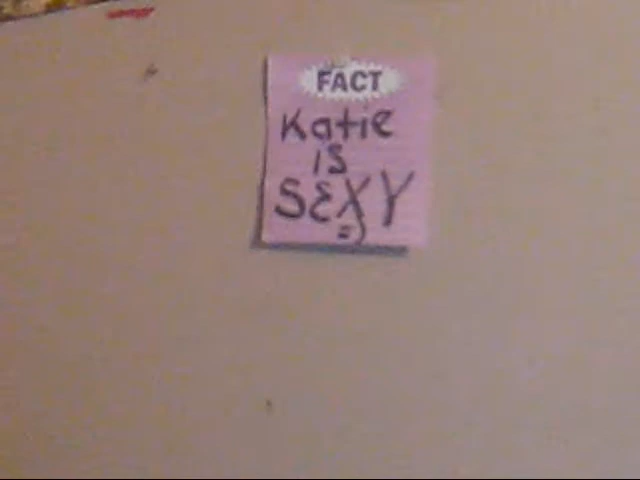 FACT
Katie
is
SEXY
=)